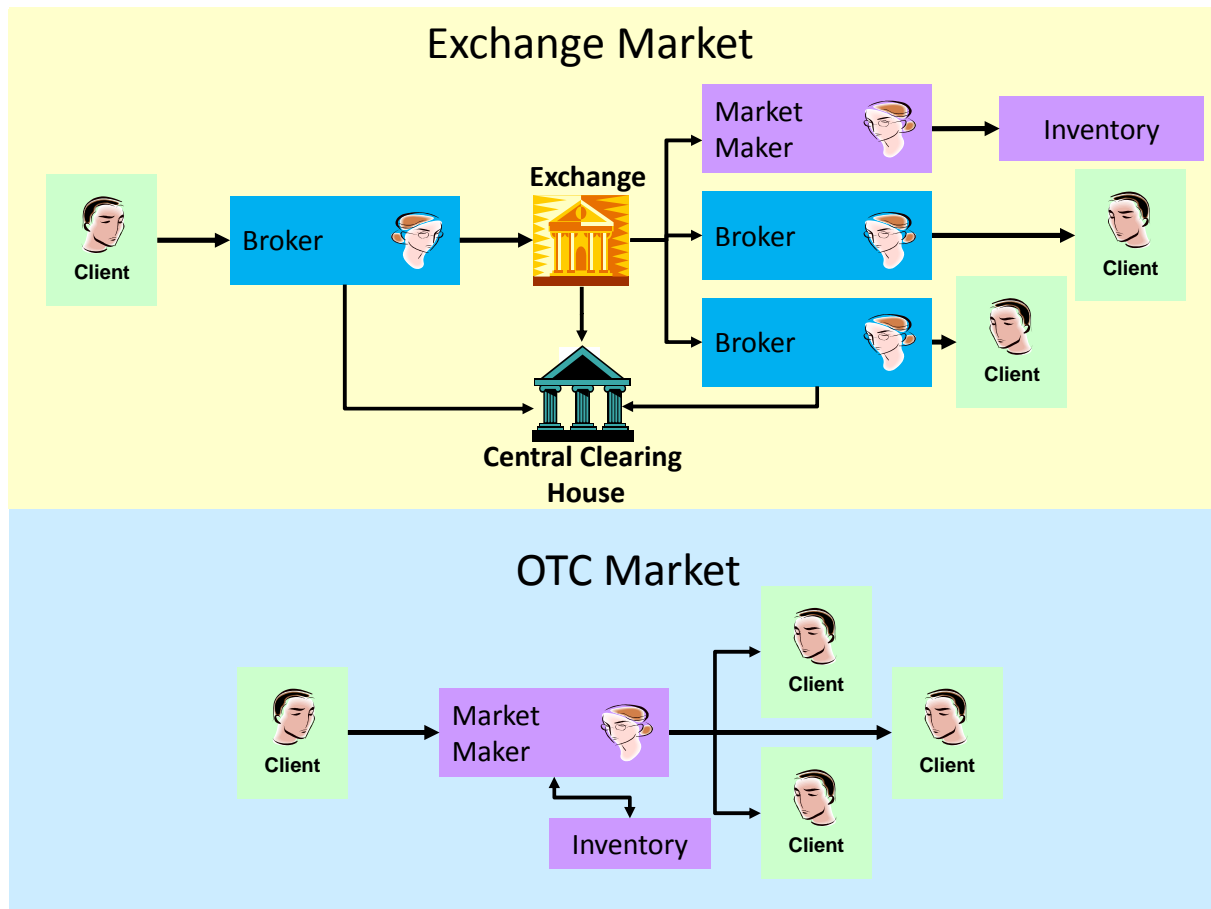 Exchange Market
Market
Maker
Inventory
Exchange
Client
Broker
Broker
Client
Broker
Client
Central Clearing
House
OTC Market
Client
Market
Maker
Client
Client
Inventory
Client